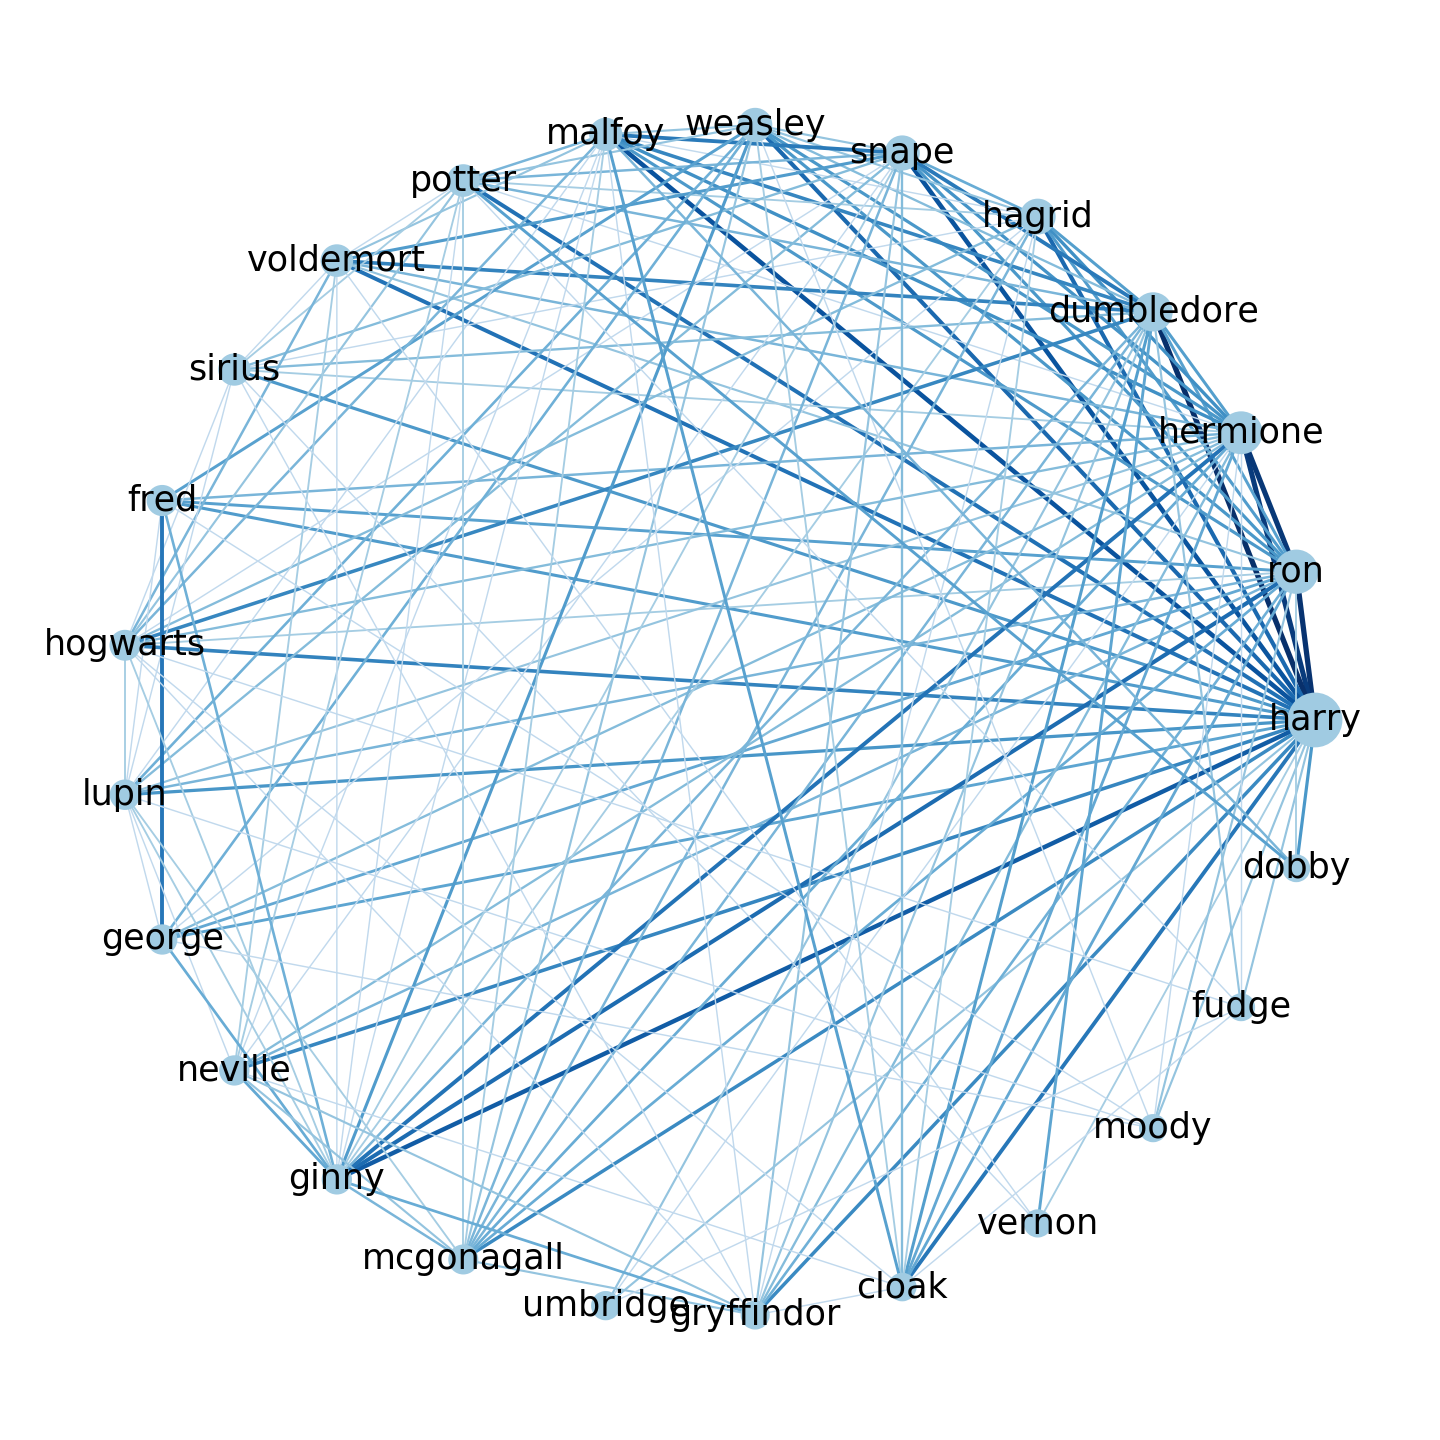 weasley
malfoy
snape
potter
hagrid
voldemort
dumbledore
sirius
hermione
fred
ron
hogwarts
harry
lupin
dobby
george
fudge
neville
moody
ginny
vernon
mcgonagall
cloak
umbridge
gryffindor